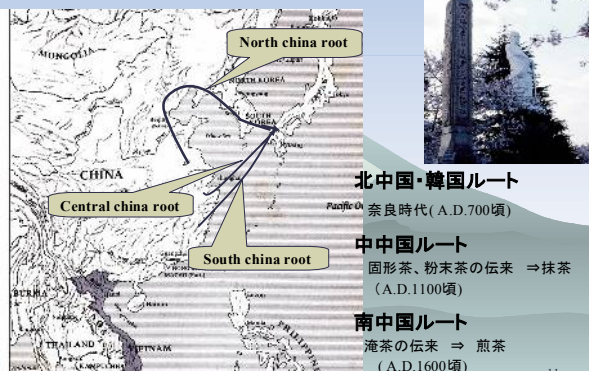 North china root
MONGOLIA
NORTH KOREA
SOUTH KOREA
CHINA
Central china root
Pacific
South china root
BURMA
THAILAND
VIETNAM
PHILIPPINE
北中国・韓国ルート
奈良時代( A.D.700頃)
中中国ルート
固形茶、粉末茶の伝来 ⇒抹茶
（A.D.1100頃)
南中国ルート
淹茶の伝来 ⇒ 煎茶
( A.D.1600頃)